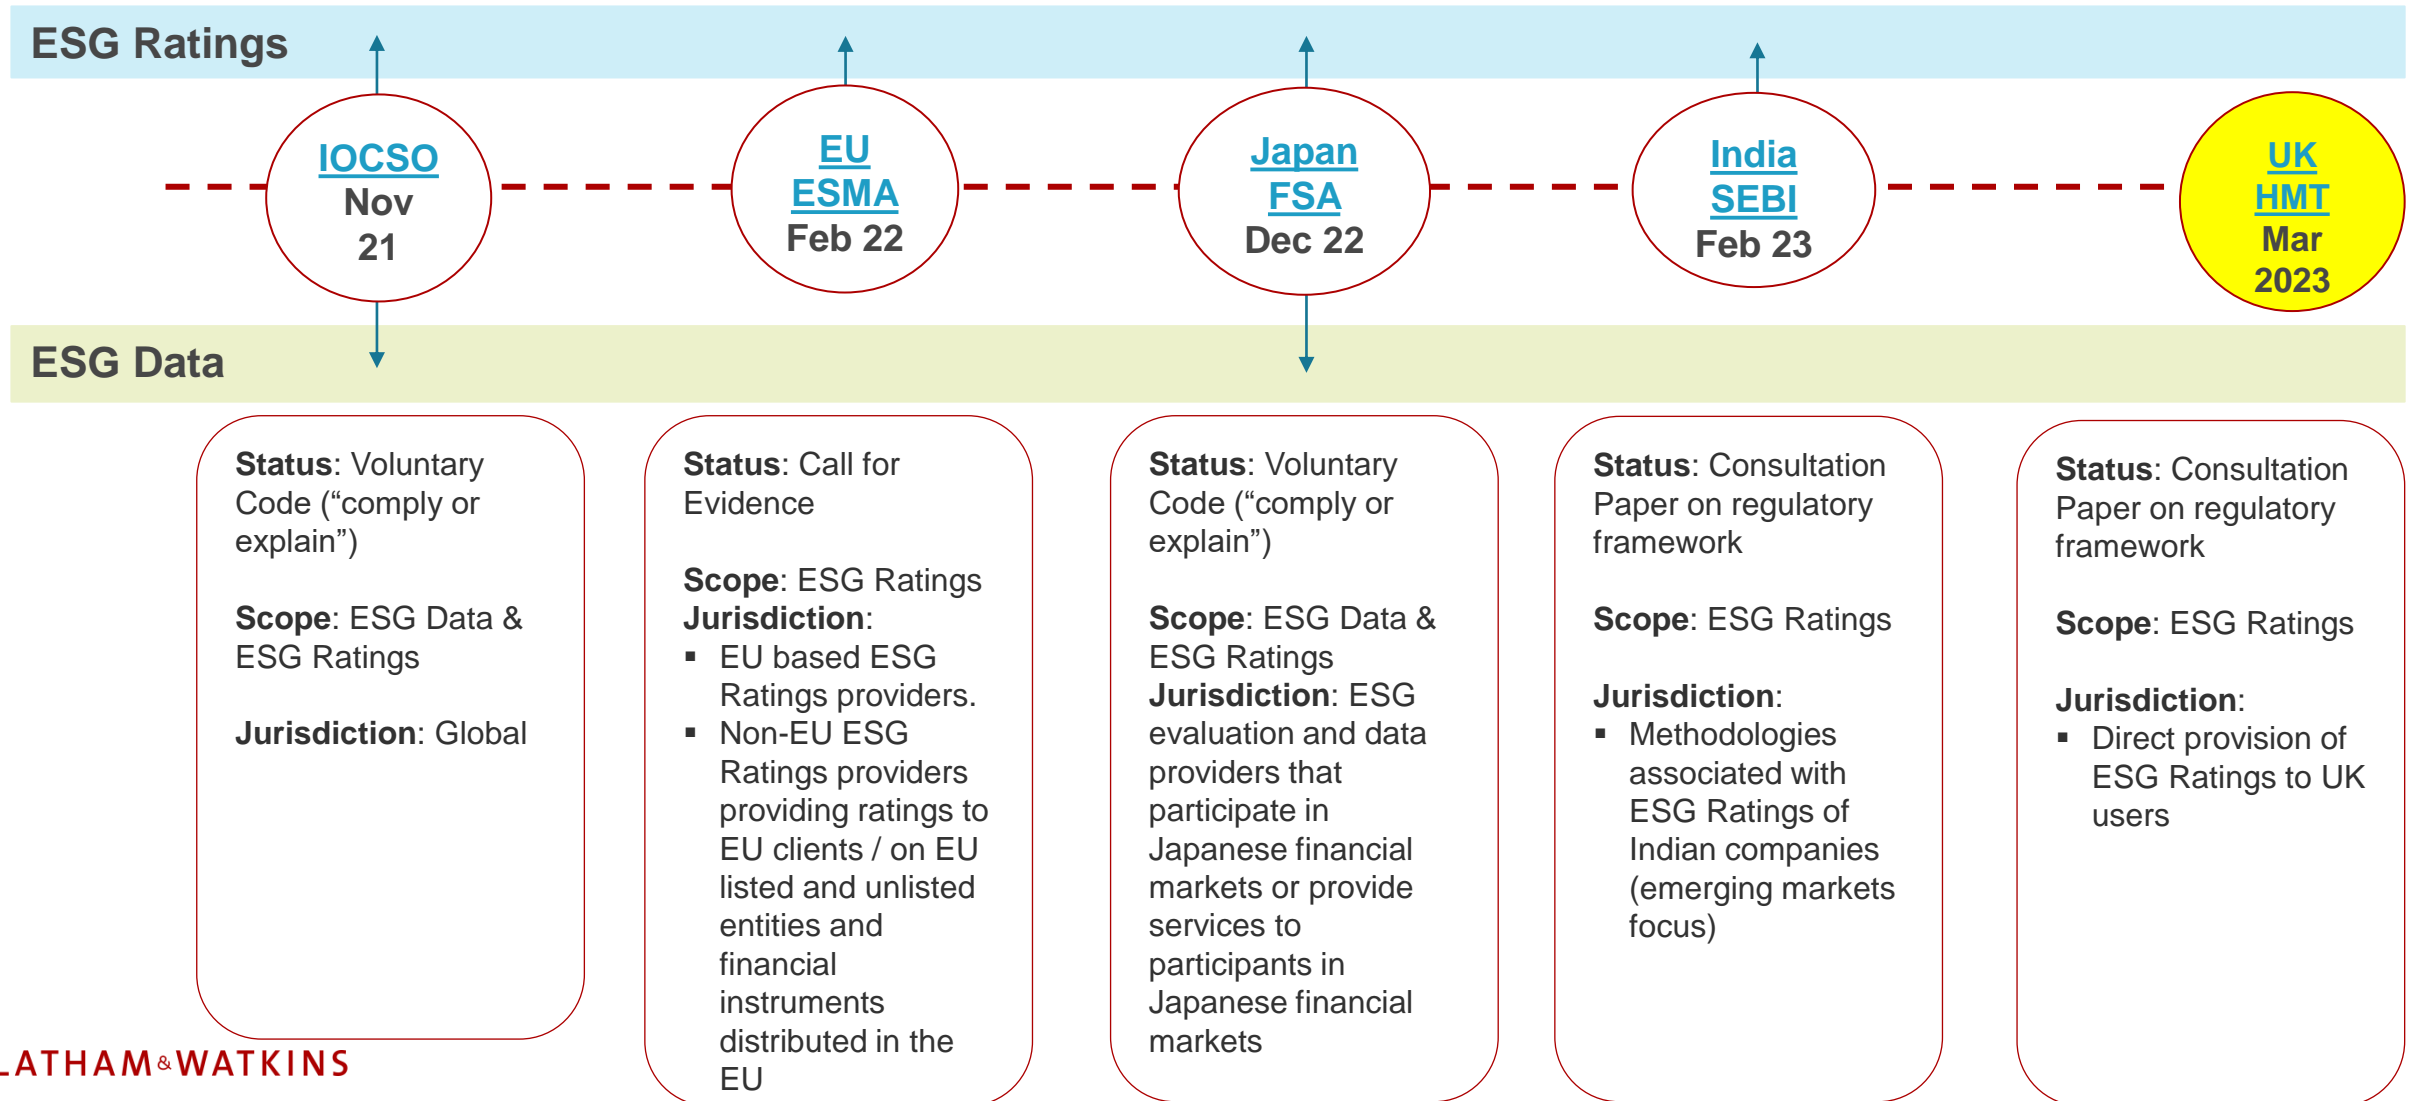 ESG Ratings
IOCSO
Nov
21
EU
ESMA
Feb 22
Japan
FSA
Dec 22
India
SEBI
Feb 23
UK
HMT
Mar
2023
ESG Data
Status: Voluntary
Code (“comply or
explain”)
Scope: ESG Data &
ESG Ratings
Jurisdiction: Global
Status: Call for
Evidence
Scope: ESG Ratings
Jurisdiction:
▪ EU based ESG
Ratings providers.
▪ Non-EU ESG
Ratings providers
providing ratings to
EU clients / on EU
listed and unlisted
entities and
financial
instruments
distributed in the
EU
Status: Voluntary
Code (“comply or
explain”)
Scope: ESG Data &
ESG Ratings
Jurisdiction: ESG
evaluation and data
providers that
participate in
Japanese financial
markets or provide
services to
participants in
Japanese financial
markets
Status: Consultation
Paper on regulatory
framework
Scope: ESG Ratings
Jurisdiction:
▪ Methodologies
associated with
ESG Ratings of
Indian companies
(emerging markets
focus)
Status: Consultation
Paper on regulatory
framework
Scope: ESG Ratings
Jurisdiction:
▪ Direct provision of
ESG Ratings to UK
users
LATHAM&WATKINS